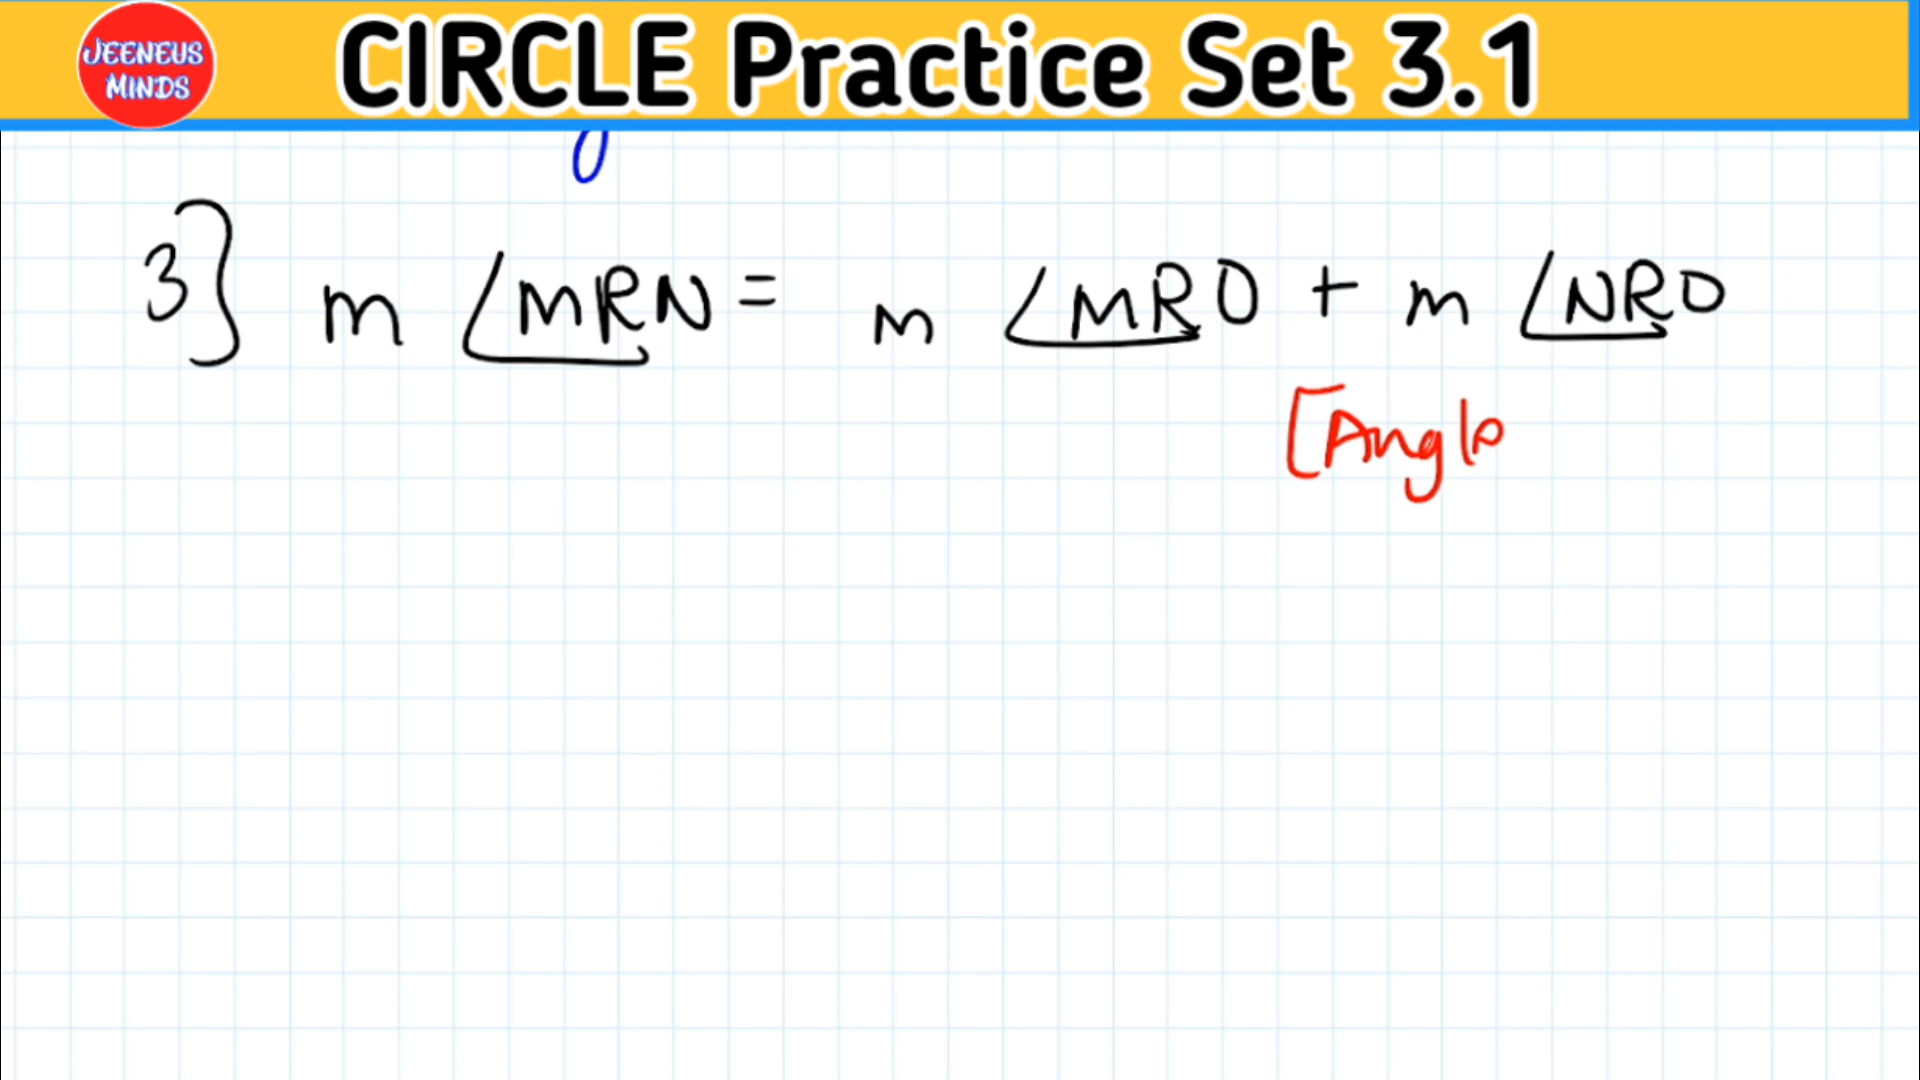 JEENEUS
MINDS
CIRCLE Practice Set 3.1
3} m ∠MRN = m ∠MRO + m ∠NRO
[Angle